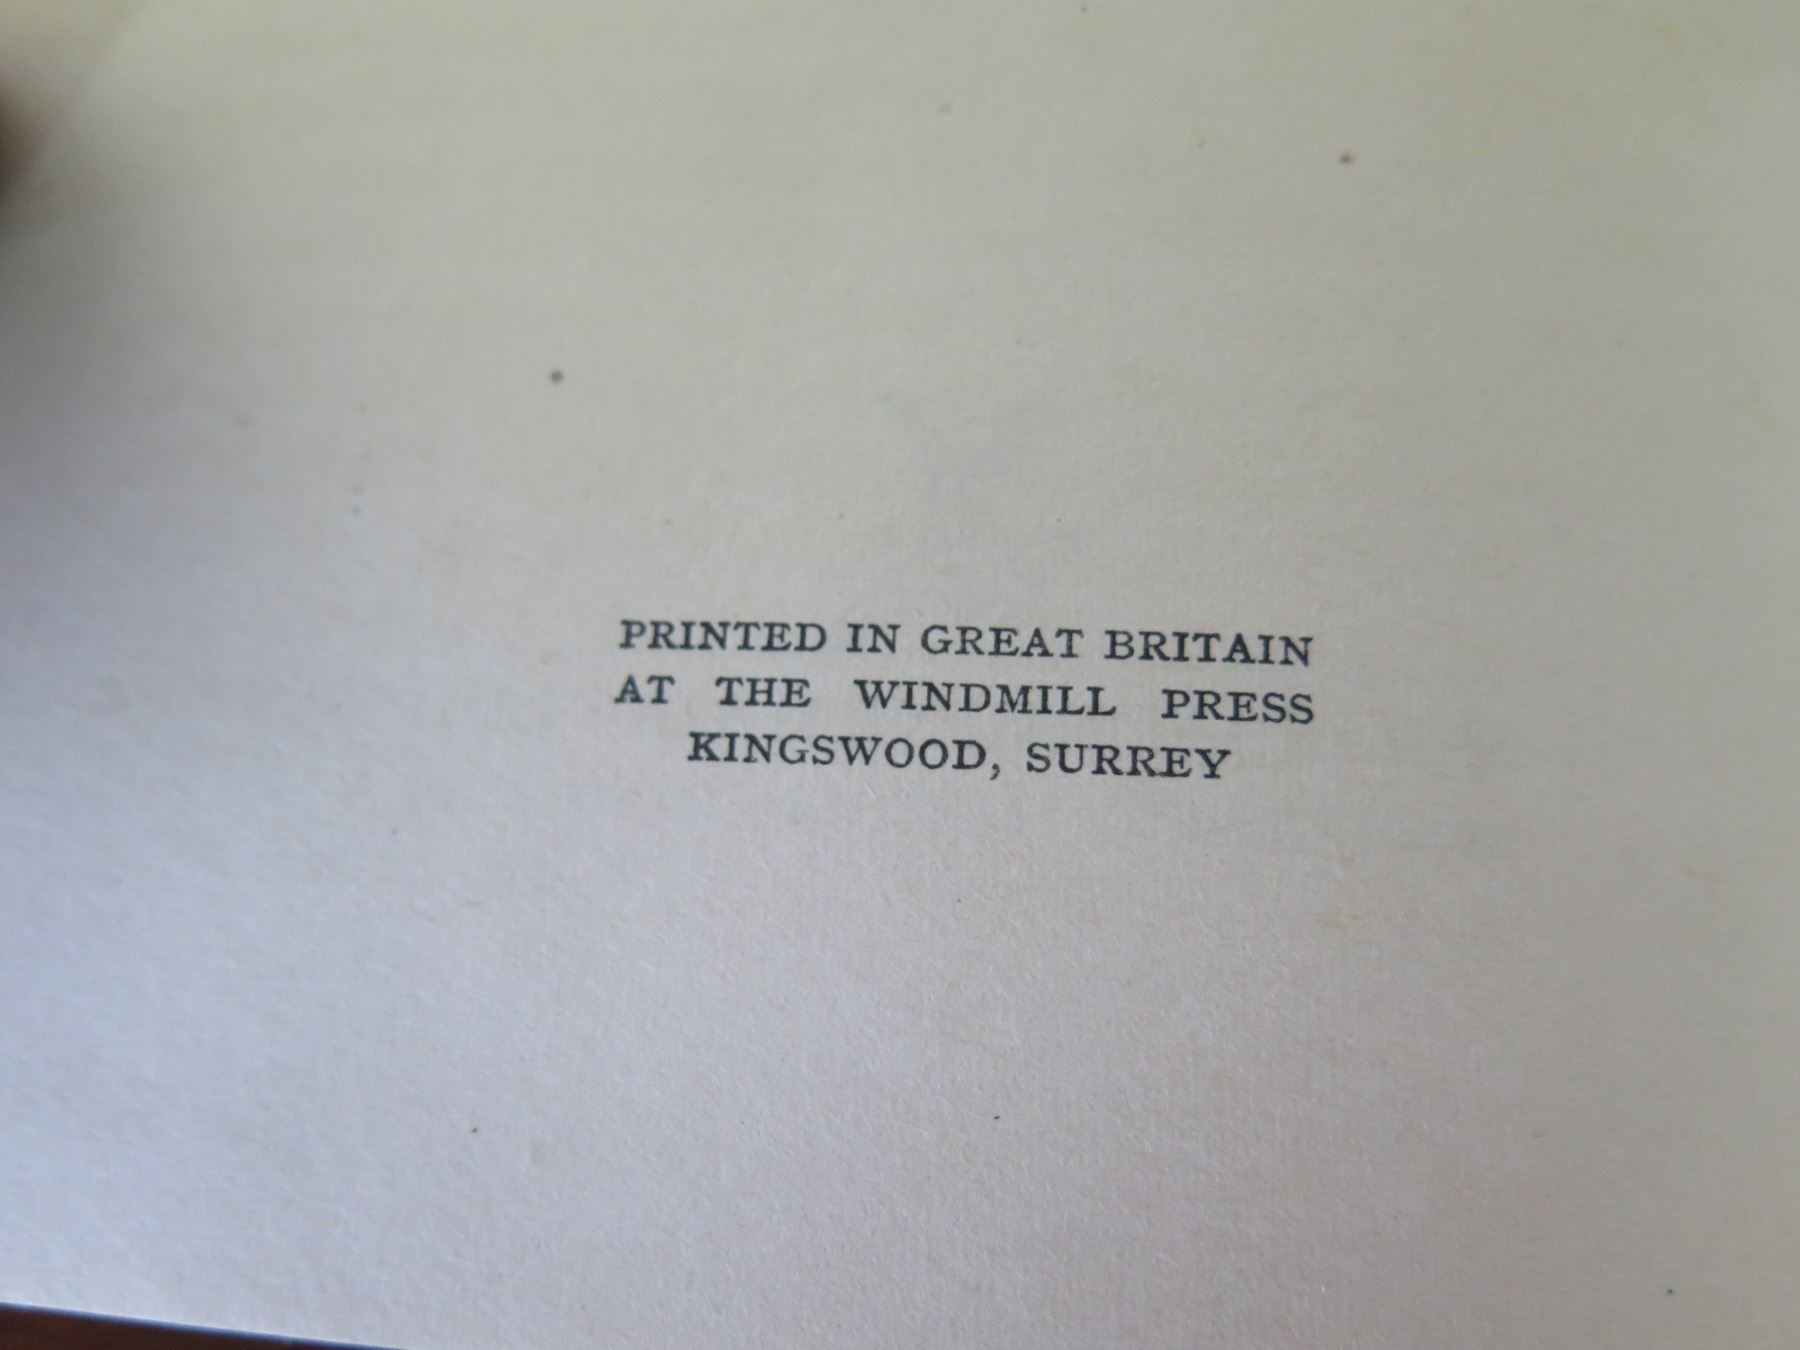 PRINTED IN GREAT BRITAIN
AT THE WINDMILL PRESS
KINGSWOOD, SURREY